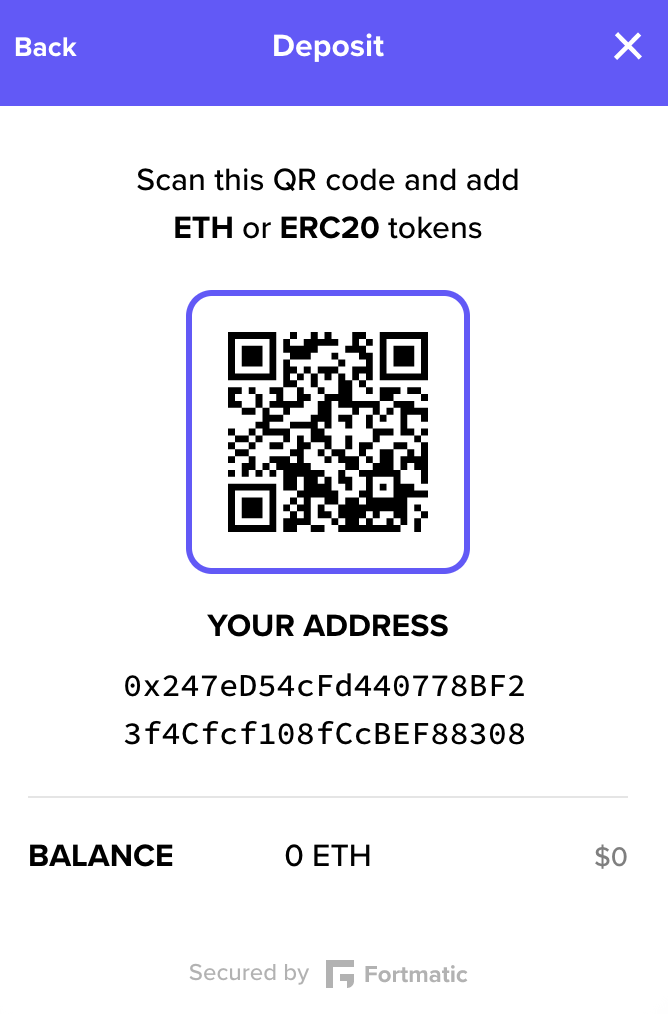 Back
Deposit
Scan this QR code and add
ETH or ERC20 tokens
YOUR ADDRESS
0x247eD54cFd440778BF2
3f4Cfcf108fCcBEF88308
BALANCE 0 ETH $0
Secured by Fortmatic